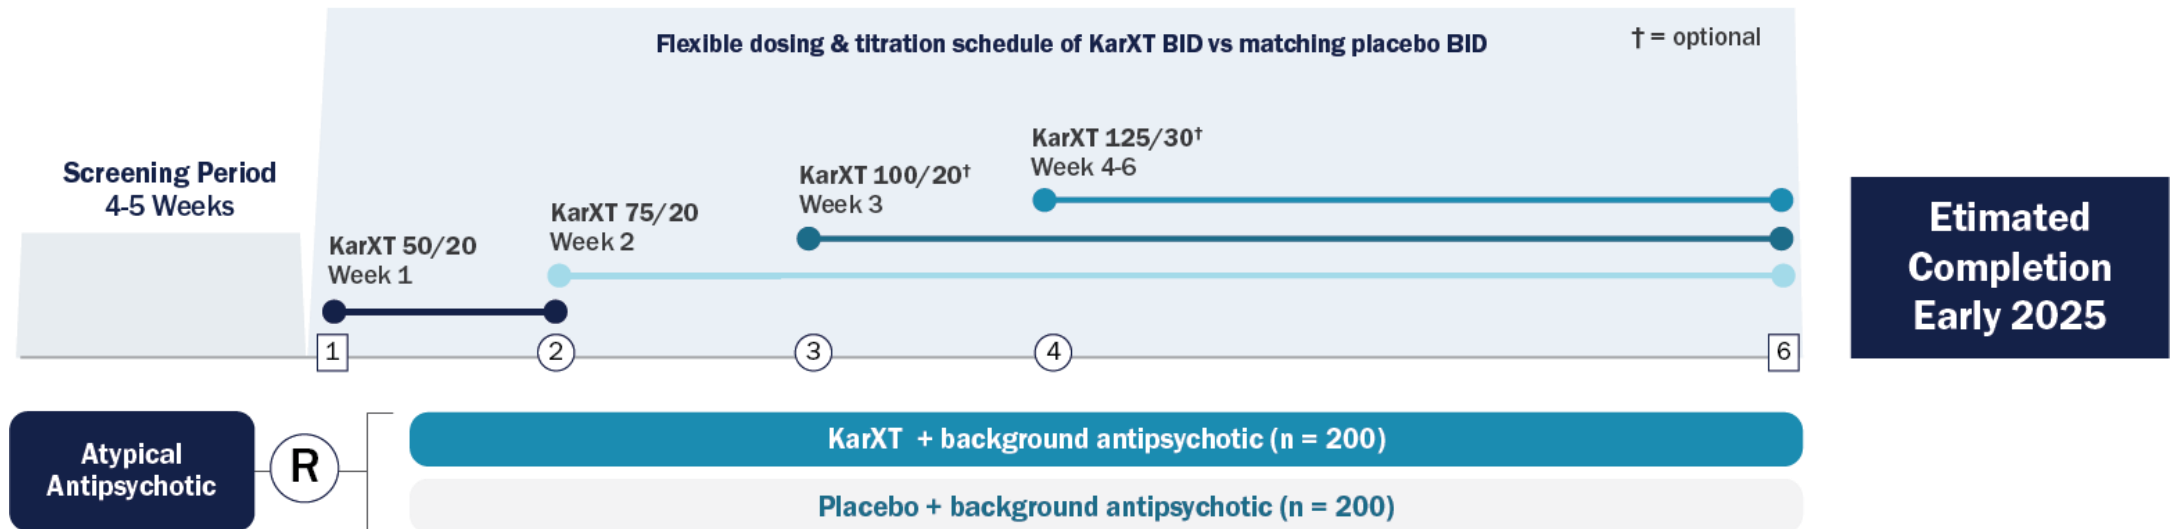 Flexible dosing & titration schedule of KarXT BID vs matching placebo BID
† = optional
Screening Period
4-5 Weeks
KarXT 50/20
Week 1
KarXT 75/20
Week 2
KarXT 100/20†
Week 3
KarXT 125/30†
Week 4-6
1
2
3
4
6
Etimated
Completion
Early 2025
Atypical
Antipsychotic
R
KarXT + background antipsychotic (n = 200)
Placebo + background antipsychotic (n = 200)